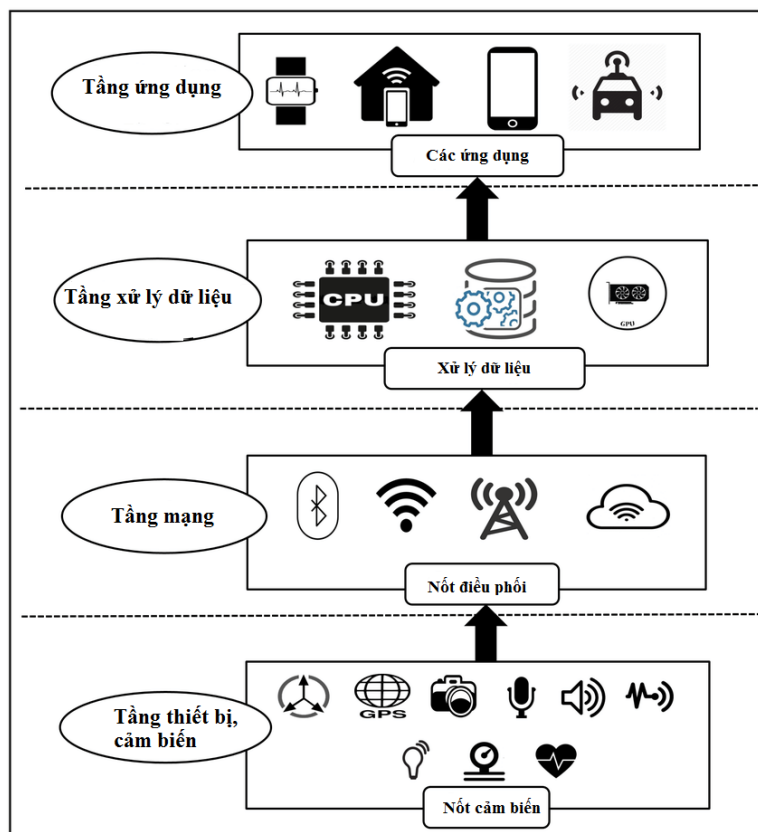 Tầng ứng dụng
Các ứng dụng
Tầng xử lý dữ liệu
CPU
GPU
Xử lý dữ liệu
Tầng mạng
Nốt điều phối
Tầng thiết bị,
cảm biến
GPS
Nốt cảm biến